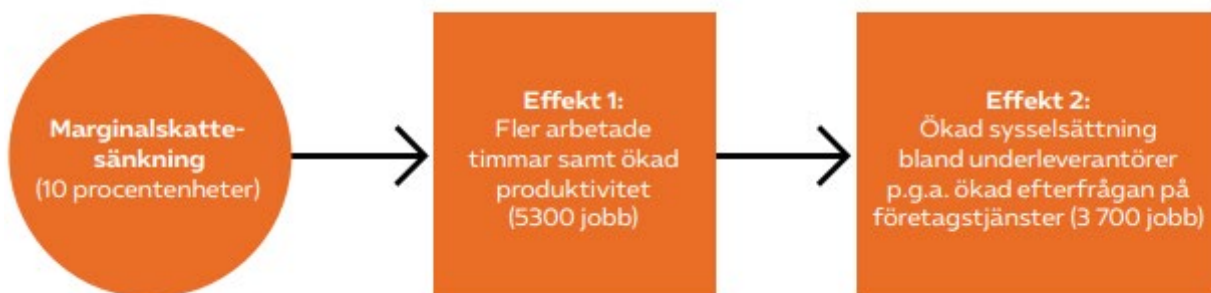 Marginalskatte-
sänkning
(10 procentenheter)
Effekt 1:
Fler arbetade
timmar samt ökad
produktivitet
(5300 jobb)
Effekt 2:
Ökad sysselsättning
bland underleverantörer
p.g.a. ökad efterfrågan på
företagstjänster (3 700 jobb)